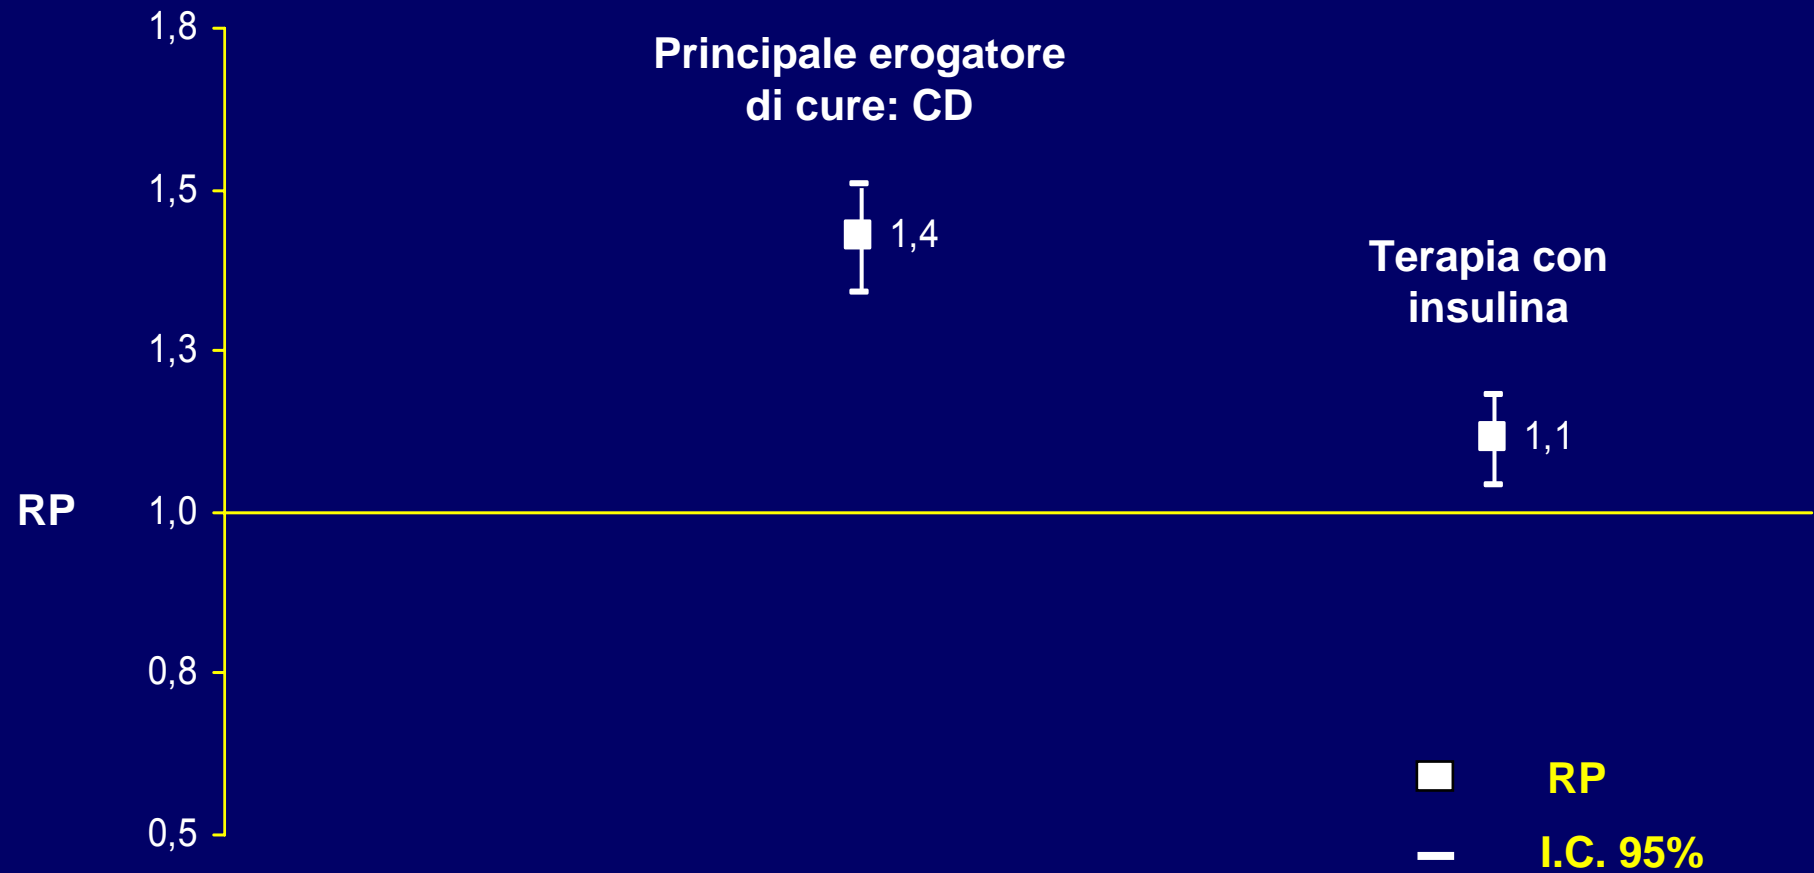 1,8
Principale erogatore
di cure: CD
1,5
1,4
Terapia con
insulina
1,3
1,1
RP
1,0
0,8
RP
0,5
I.C. 95%